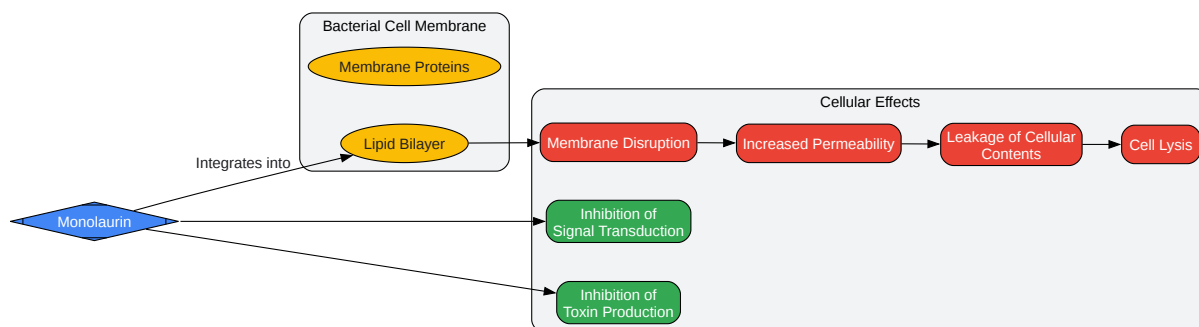 Bacterial Cell Membrane
Membrane Proteins
Lipid Bilayer
Integrates into
Monolaurin
Cellular Effects
Membrane Disruption
Increased Permeability
Leakage of Cellular
Contents
Cell Lysis
Inhibition of
Signal Transduction
Inhibition of
Toxin Production